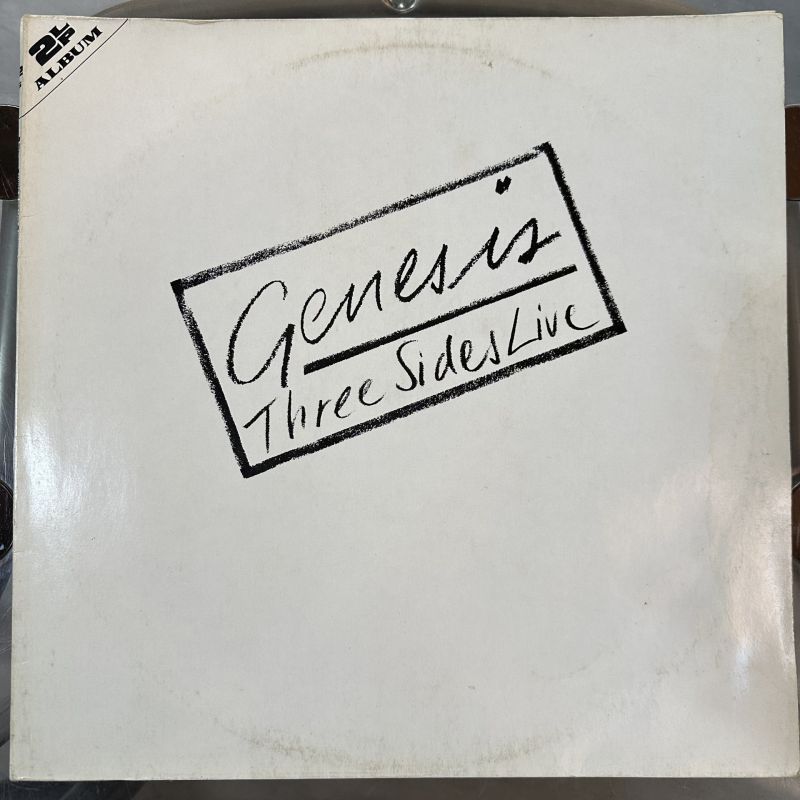 2LP
ALBUM
Genesis
Three Sides Live